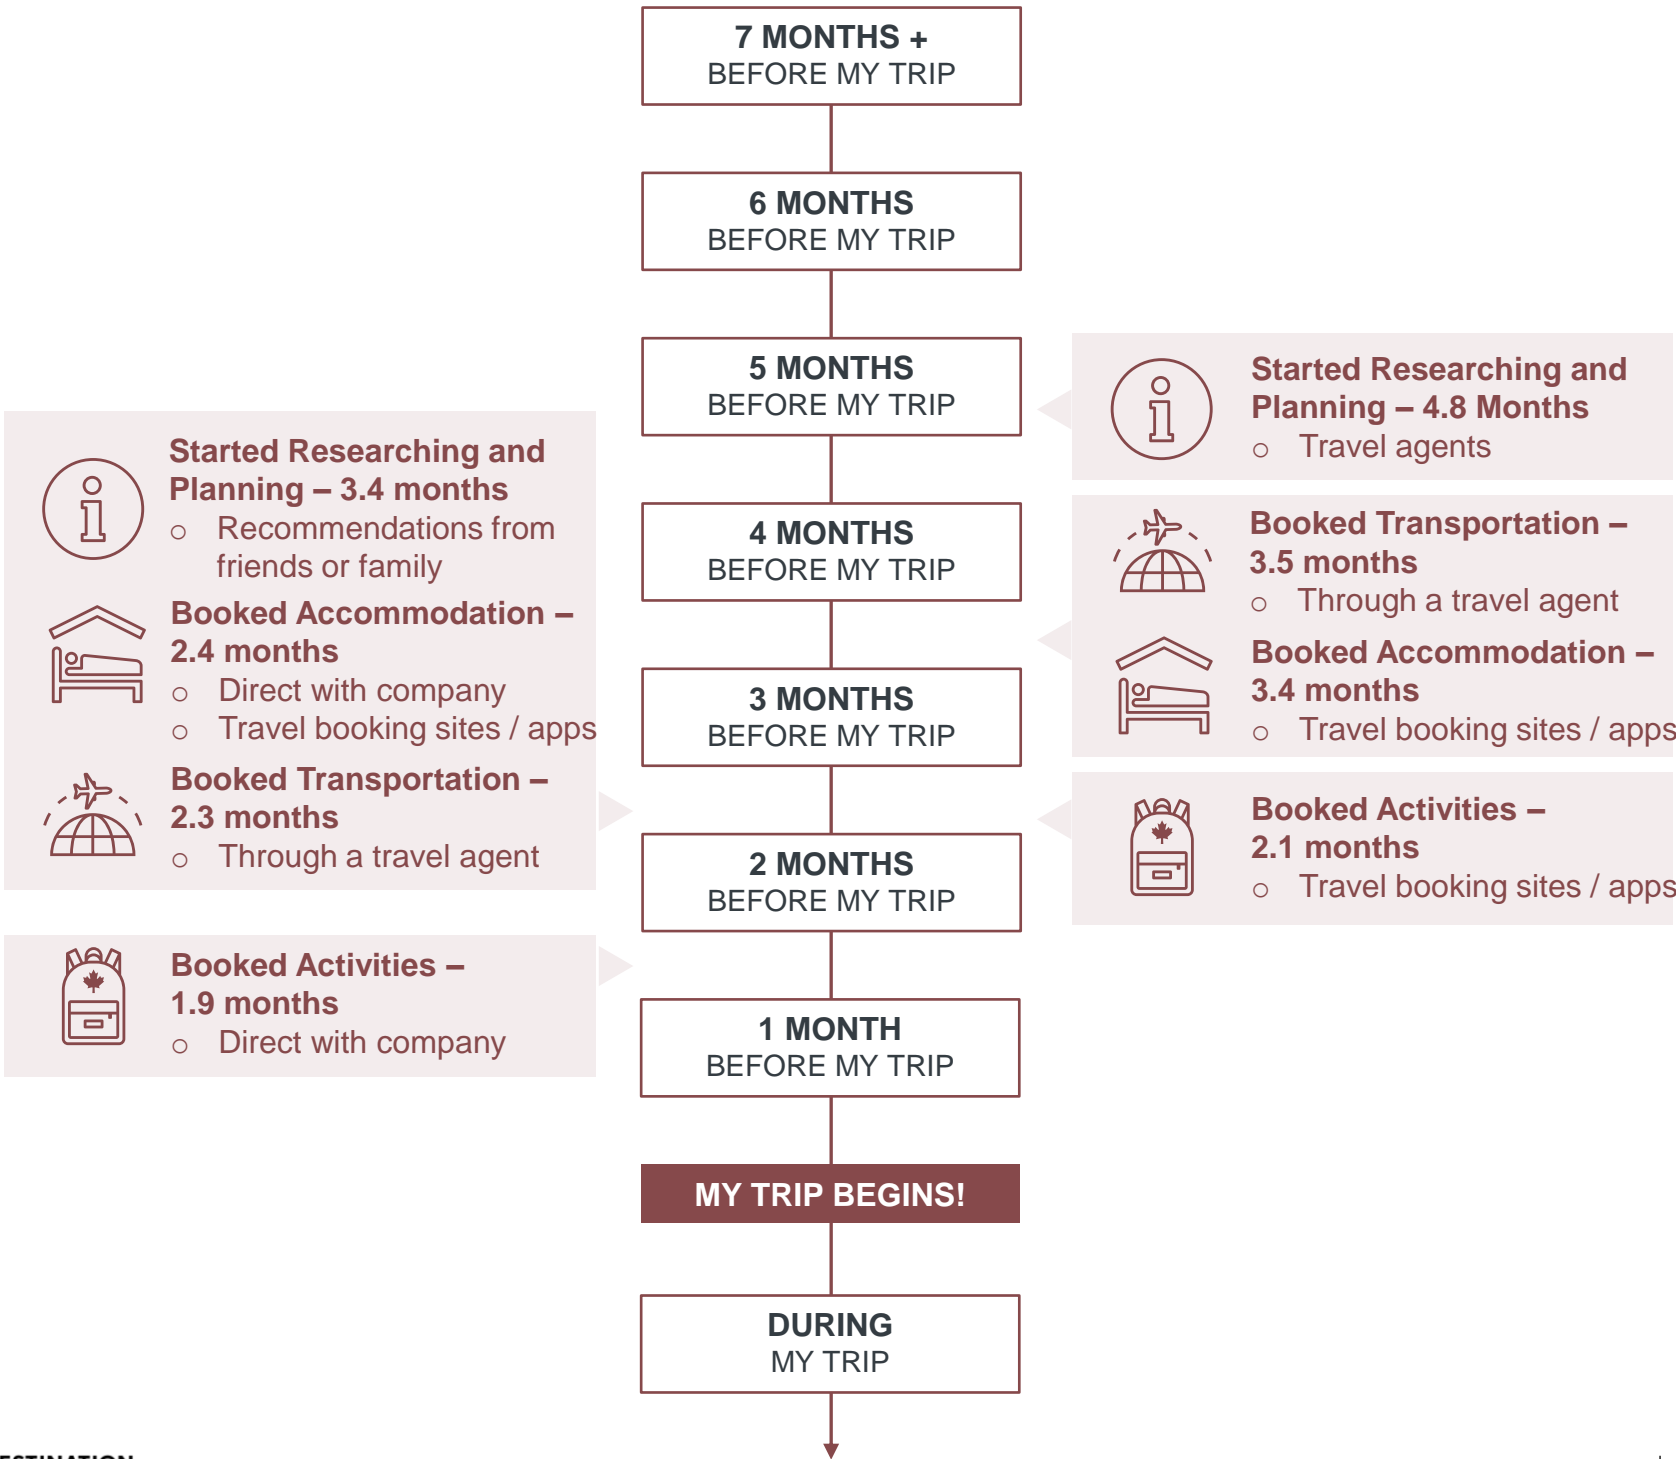 7 MONTHS +
BEFORE MY TRIP
6 MONTHS
BEFORE MY TRIP
5 MONTHS
BEFORE MY TRIP
4 MONTHS
BEFORE MY TRIP
3 MONTHS
BEFORE MY TRIP
2 MONTHS
BEFORE MY TRIP
1 MONTH
BEFORE MY TRIP
MY TRIP BEGINS!
DURING
MY TRIP
Started Researching and
Planning – 3.4 months
o Recommendations from
friends or family
Booked Accommodation –
2.4 months
o Direct with company
o Travel booking sites / apps
Booked Transportation –
2.3 months
o Through a travel agent
Booked Activities –
1.9 months
o Direct with company
Started Researching and
Planning – 4.8 Months
o Travel agents
Booked Transportation –
3.5 months
o Through a travel agent
Booked Accommodation –
3.4 months
o Travel booking sites / apps
Booked Activities –
2.1 months
o Travel booking sites / apps